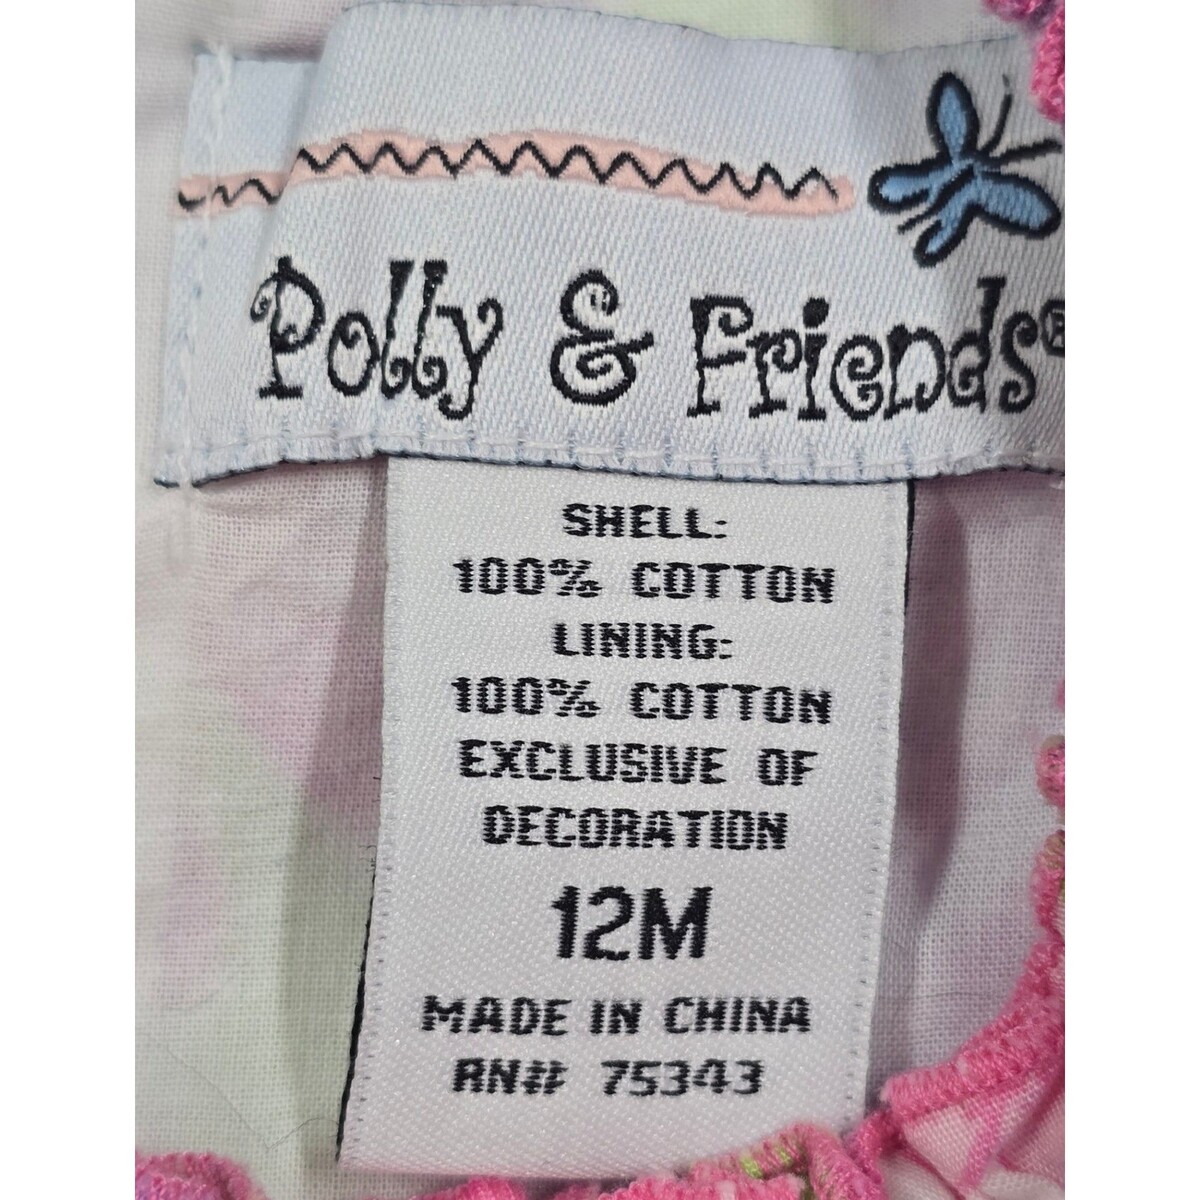 Polly & Friends®
SHELL:
100% COTTON
LINING:
100% COTTON
EXCLUSIVE OF
DECORATION
12M
MADE IN CHINA
RN# 75343